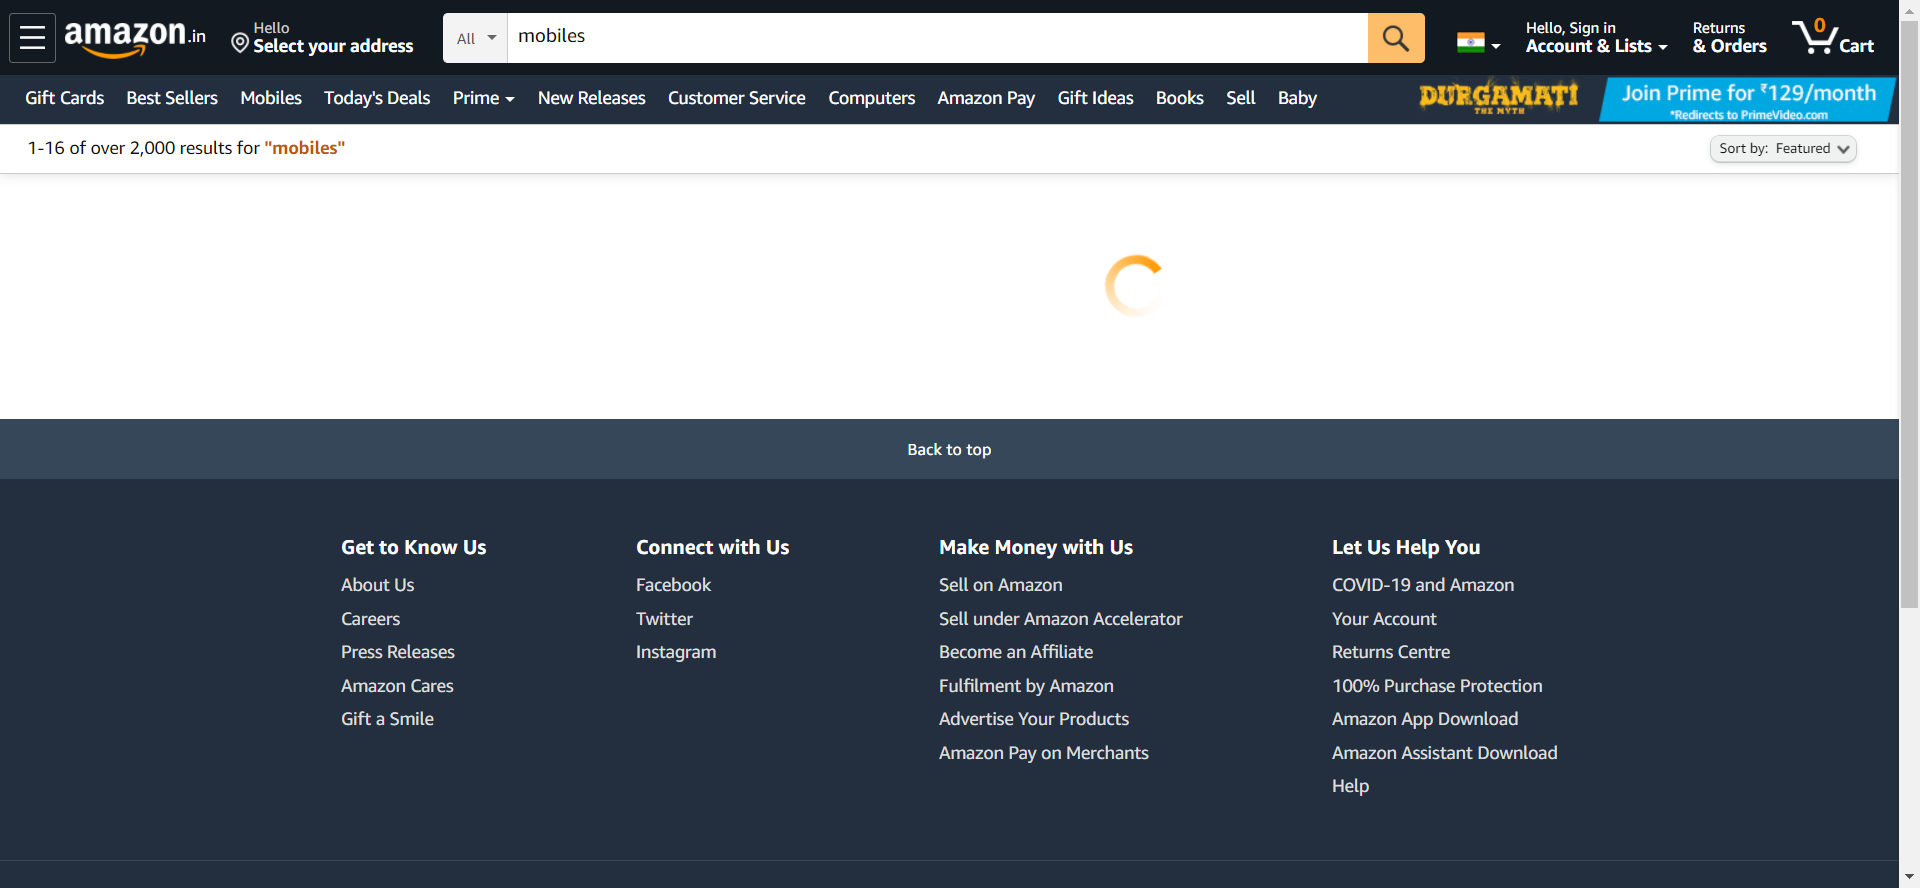 amazon.in
Hello
Select your address
All
mobiles
Hello, Sign in
Account & Lists
Returns
& Orders
0
Cart
Gift Cards Best Sellers Mobiles Today's Deals Prime New Releases Customer Service Computers Amazon Pay Gift Ideas Books Sell Baby
DURGAMATI
THE MYTH
Join Prime for ₹129/month
*Redirects to PrimeVideo.com
1-16 of over 2,000 results for "mobiles"
Sort by: Featured
Back to top
Get to Know Us
About Us
Careers
Press Releases
Amazon Cares
Gift a Smile
Connect with Us
Facebook
Twitter
Instagram
Make Money with Us
Sell on Amazon
Sell under Amazon Accelerator
Become an Affiliate
Fulfilment by Amazon
Advertise Your Products
Amazon Pay on Merchants
Let Us Help You
COVID-19 and Amazon
Your Account
Returns Centre
100% Purchase Protection
Amazon App Download
Amazon Assistant Download
Help